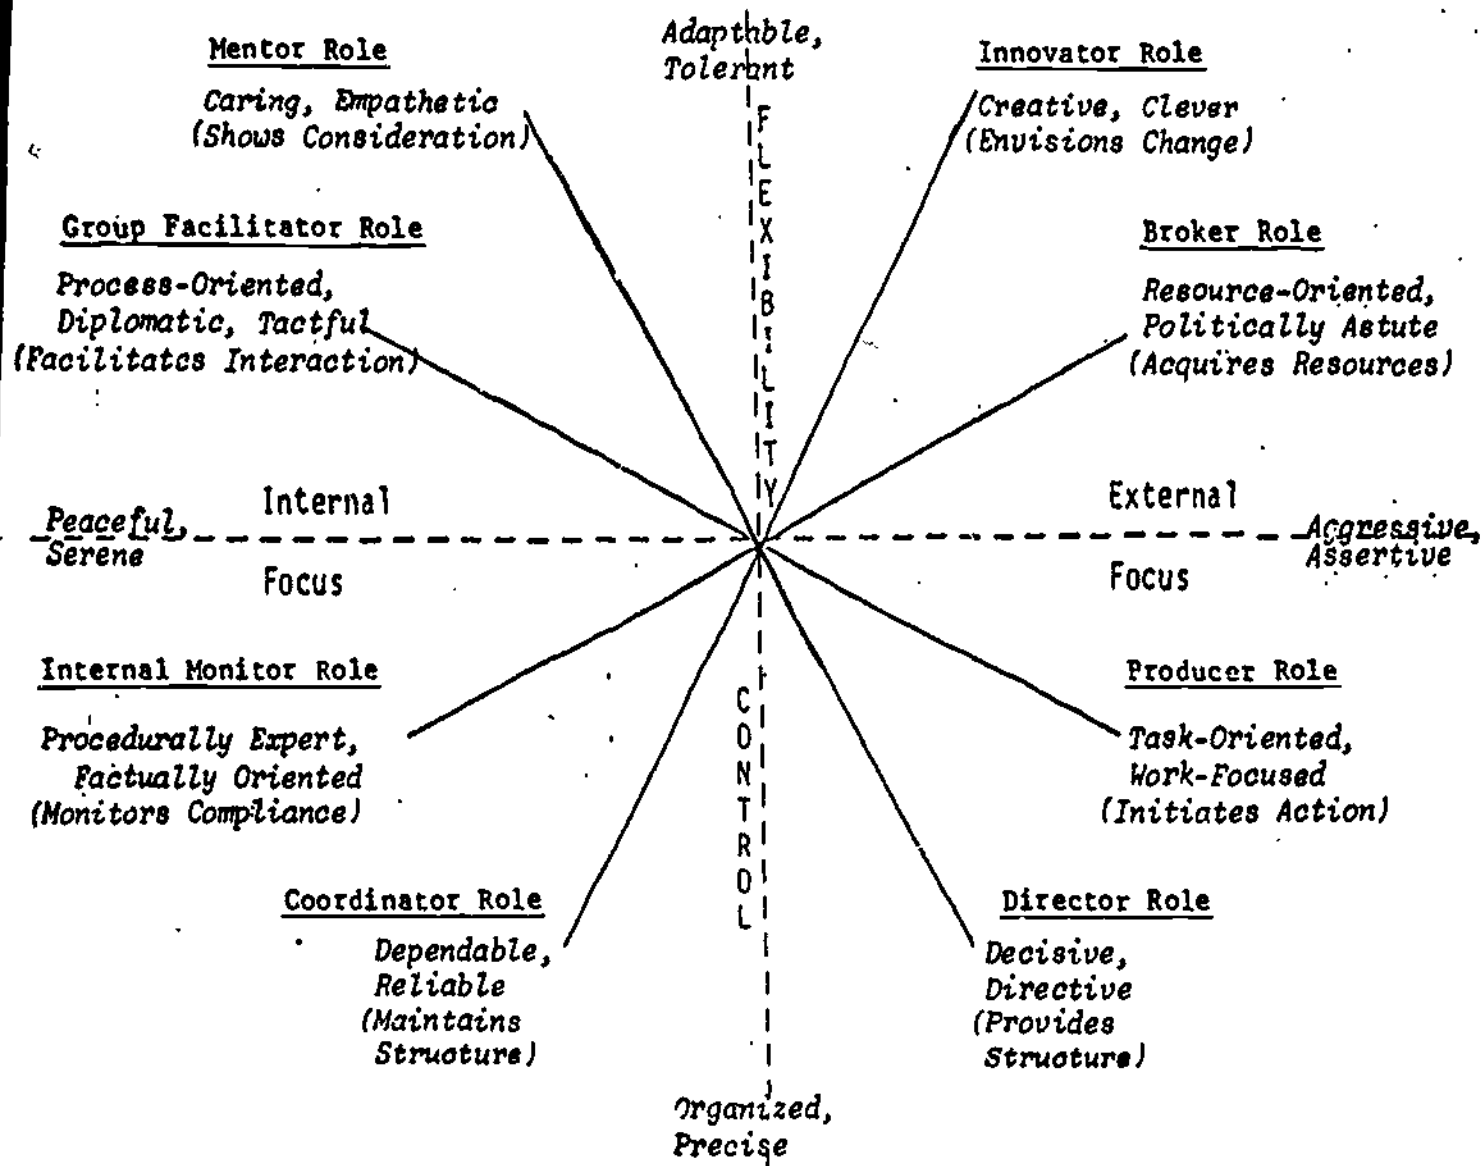 Adaptable,
Tolerant
Mentor Role
Caring, Empathetic
(Shows Consideration)
Innovator Role
Creative, Clever
(Envisions Change)
FLEXIBILITY
Group Facilitator Role
Process-Oriented,
Diplomatic, Tactful
(Facilitates Interaction)
Broker Role
Resource-Oriented,
Politically Astute
(Acquires Resources)
Peaceful,
Serene
Internal
Focus
External
Focus
Aggressive,
Assertive
Internal Monitor Role
Procedurally Expert,
Factually Oriented
(Monitors Compliance)
CONTROL
Producer Role
Task-Oriented,
Work-Focused
(Initiates Action)
Coordinator Role
Dependable,
Reliable
(Maintains
Structure)
Director Role
Decisive,
Directive
(Provides
Structure)
Organized,
Precise